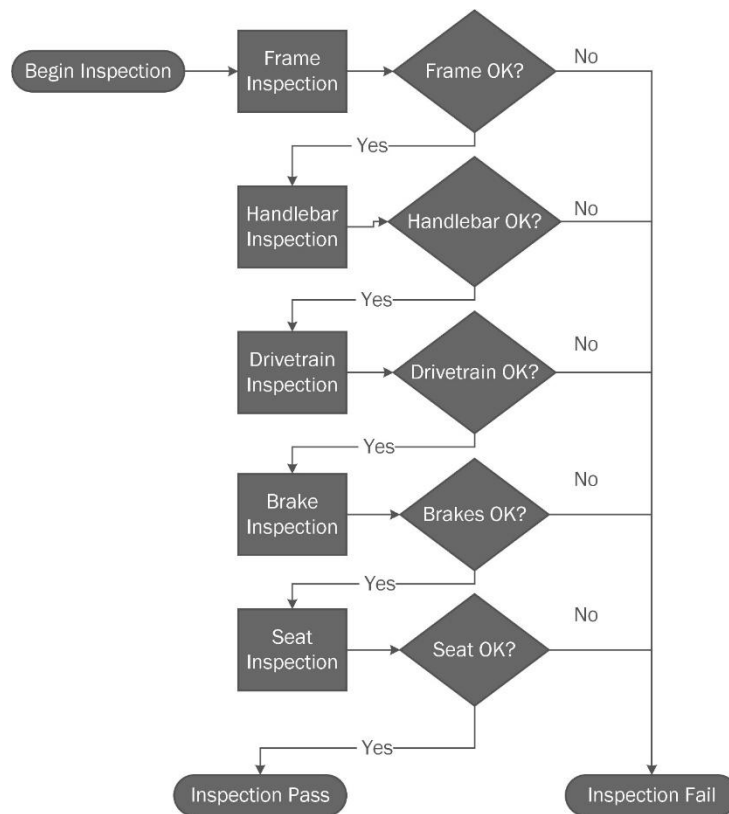 Begin Inspection
Frame
Inspection
Frame OK?
No
Yes
Handlebar
Inspection
Handlebar OK?
No
Yes
Drivetrain
Inspection
Drivetrain OK?
No
Yes
Brake
Inspection
Brakes OK?
No
Yes
Seat
Inspection
Seat OK?
No
Yes
Inspection Pass
Inspection Fail